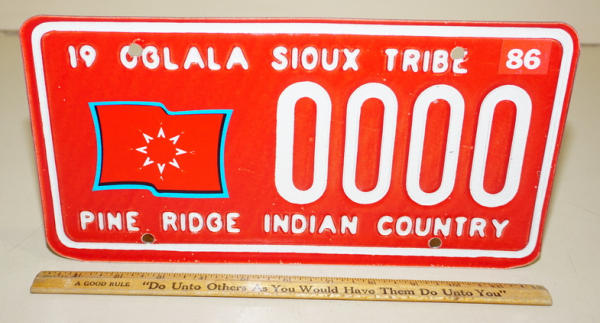 19 OGLALA SIOUX TRIBE 86
0000
PINE RIDGE INDIAN COUNTRY
A GOOD RULE "Do Unto Others As You Would Have Them Do Unto You"